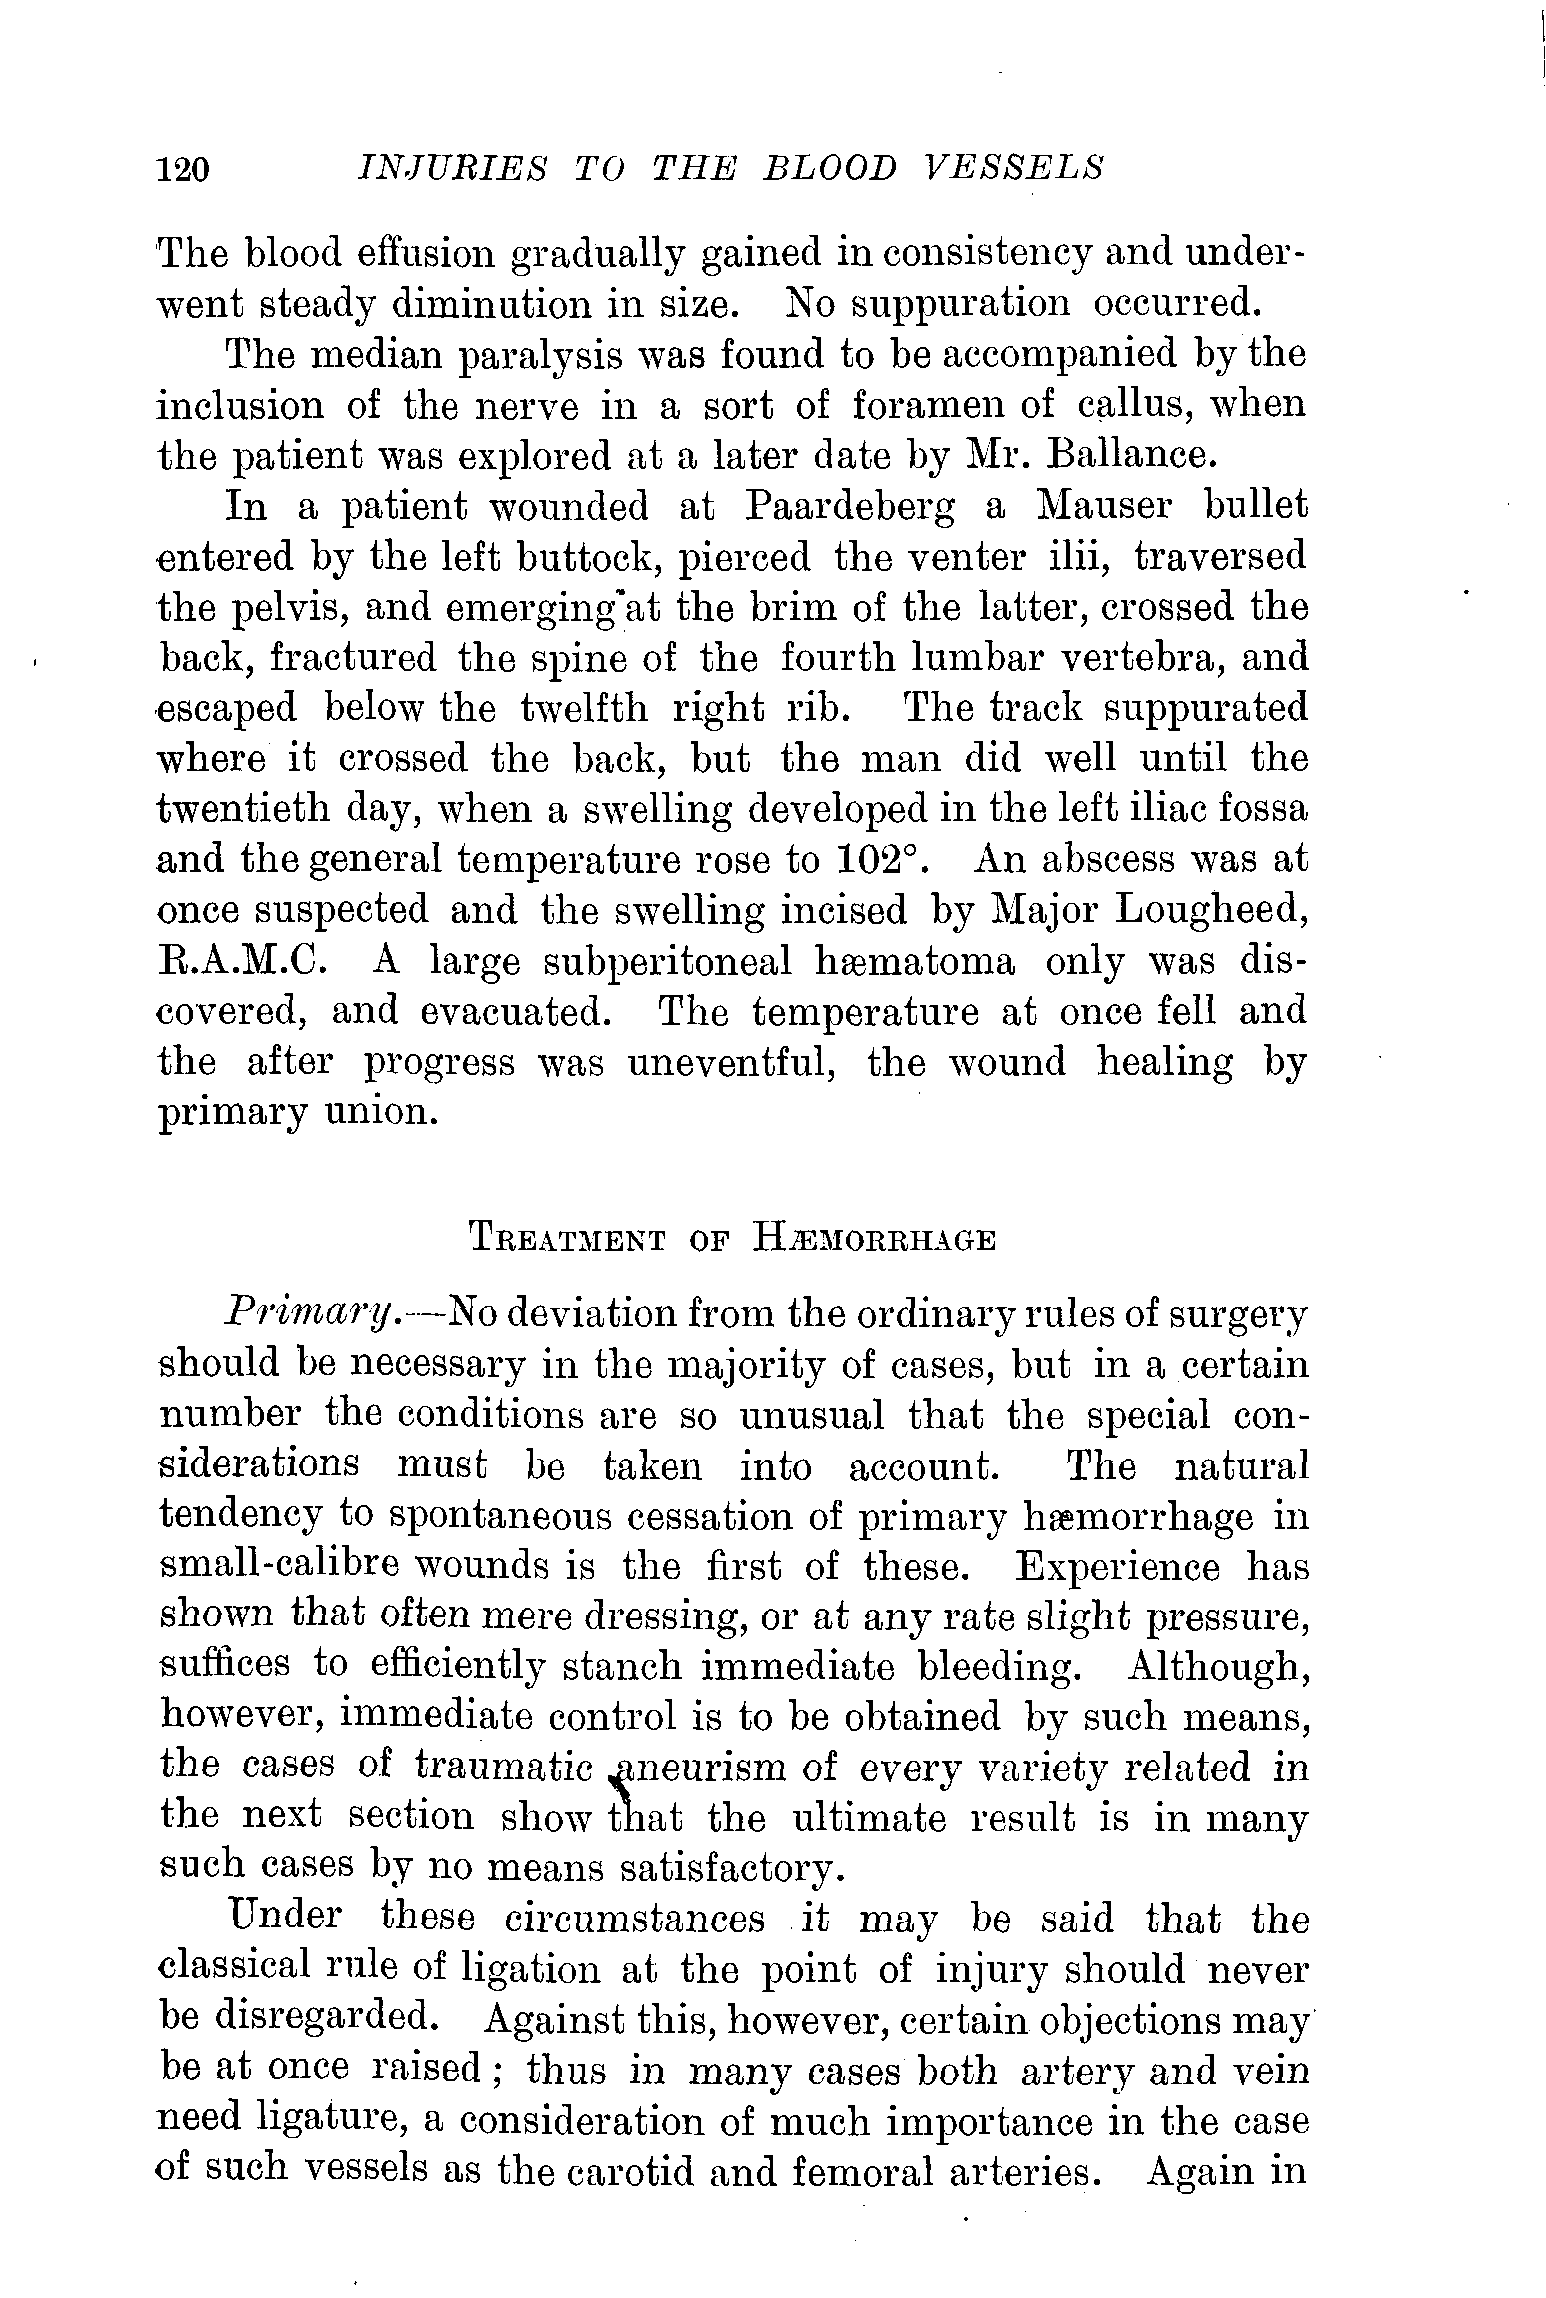 120 INJURIES TO THE BLOOD VESSELS
The blood effusion gradually gained in consistency and under-
went steady diminution in size. No suppuration occurred.
The median paralysis was found to be accompanied by the
inclusion of the nerve in a sort of foramen of callus, when
the patient was explored at a later date by Mr. Ballance.
In a patient wounded at Paardeberg a Mauser bullet
entered by the left buttock, pierced the venter ilii, traversed
the pelvis, and emerging at the brim of the latter, crossed the
back, fractured the spine of the fourth lumbar vertebra, and
escaped below the twelfth right rib. The track suppurated
where it crossed the back, but the man did well until the
twentieth day, when a swelling developed in the left iliac fossa
and the general temperature rose to 102°. An abscess was at
once suspected and the swelling incised by Major Lougheed,
R.A.M.C. A large subperitoneal hæmatoma only was dis-
covered, and evacuated. The temperature at once fell and
the after progress was uneventful, the wound healing by
primary union.
TREATMENT OF HÆMORRHAGE
Primary.—No deviation from the ordinary rules of surgery
should be necessary in the majority of cases, but in a certain
number the conditions are so unusual that the special con-
siderations must be taken into account. The natural
tendency to spontaneous cessation of primary hæmorrhage in
small-calibre wounds is the first of these. Experience has
shown that often mere dressing, or at any rate slight pressure,
suffices to efficiently stanch immediate bleeding. Although,
however, immediate control is to be obtained by such means,
the cases of traumatic aneurism of every variety related in
the next section show that the ultimate result is in many
such cases by no means satisfactory.
Under these circumstances it may be said that the
classical rule of ligation at the point of injury should never
be disregarded. Against this, however, certain objections may
be at once raised ; thus in many cases both artery and vein
need ligature, a consideration of much importance in the case
of such vessels as the carotid and femoral arteries. Again in